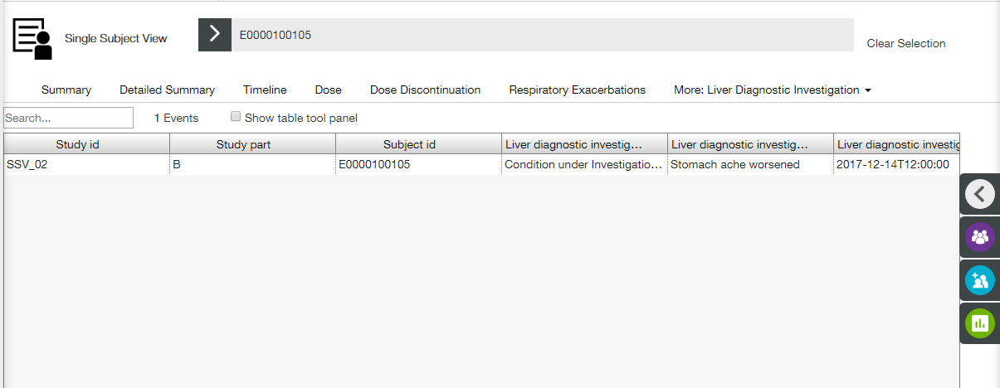 Single Subject View
E0000100105
Clear Selection
Summary Detailed Summary Timeline Dose Dose Discontinuation Respiratory Exacerbations More: Liver Diagnostic Investigation
Search... 1 Events Show table tool panel
Study id Study part Subject id Liver diagnostic investig... Liver diagnostic investig... Liver diagnostic investig
SSV_02 B E0000100105 Condition under Investigatio... Stomach ache worsened 2017-12-14T12:00:00